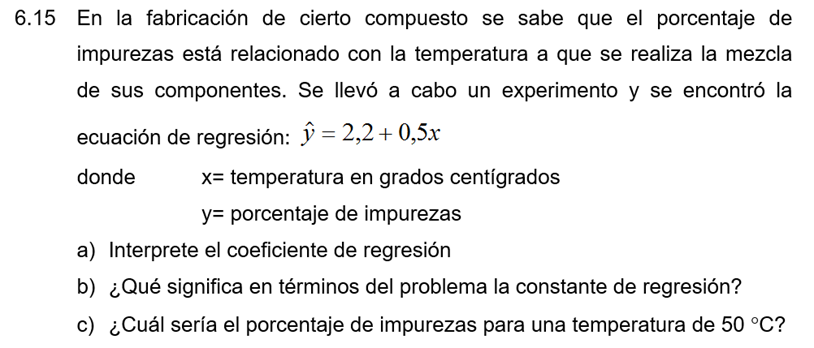 6.15 En la fabricación de cierto compuesto se sabe que el porcentaje de
impurezas está relacionado con la temperatura a que se realiza la mezcla
de sus componentes. Se llevó a cabo un experimento y se encontró la
ecuación de regresión: ŷ = 2,2 + 0,5x
donde x= temperatura en grados centígrados
y= porcentaje de impurezas
a) Interprete el coeficiente de regresión
b) ¿Qué significa en términos del problema la constante de regresión?
c) ¿Cuál sería el porcentaje de impurezas para una temperatura de 50 °C?